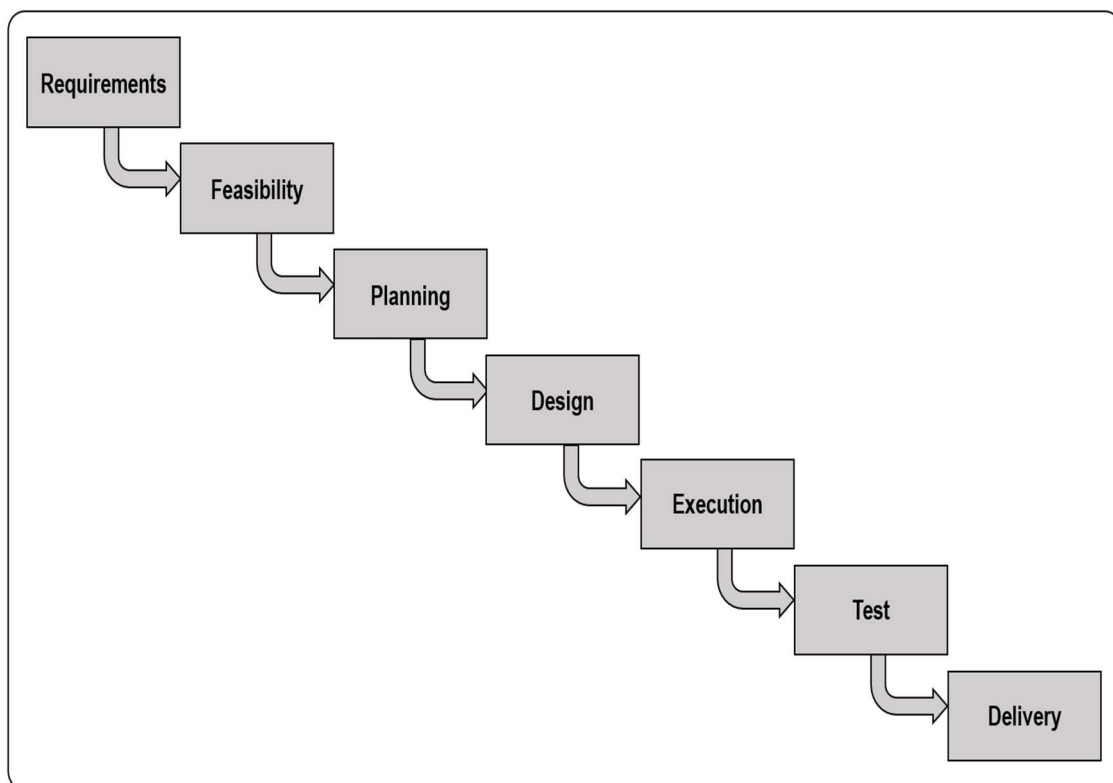 Requirements
Feasibility
Planning
Design
Execution
Test
Delivery